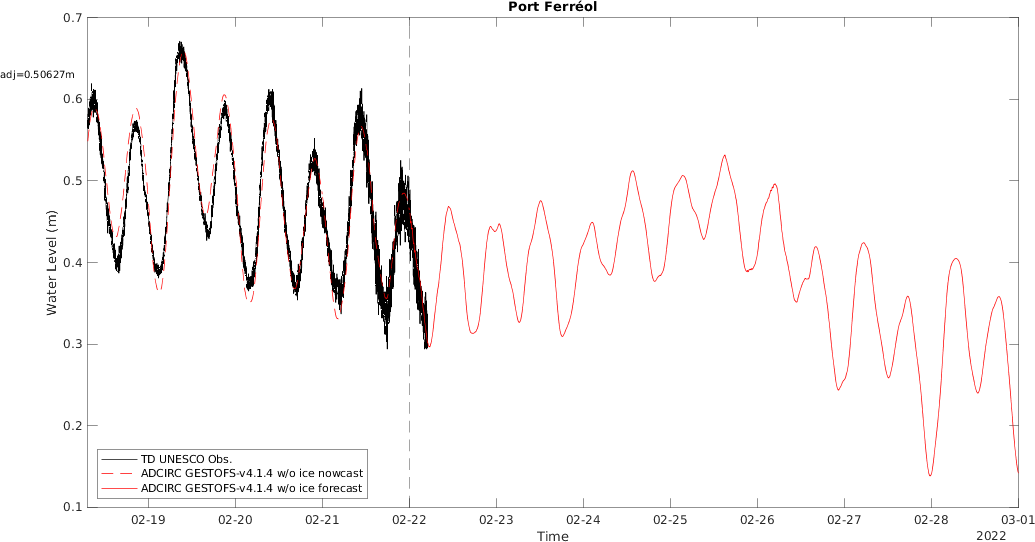 Port Ferréol
adj=0.50627m
0.7
0.6
0.5
0.4
0.3
0.2
0.1
Water Level (m)
TD UNESCO Obs.
ADCIRC GESTOFS-v4.1.4 w/o ice nowcast
ADCIRC GESTOFS-v4.1.4 w/o ice forecast
02-19 02-20 02-21 02-22 02-23 02-24 02-25 02-26 02-27 02-28 03-01
Time
2022